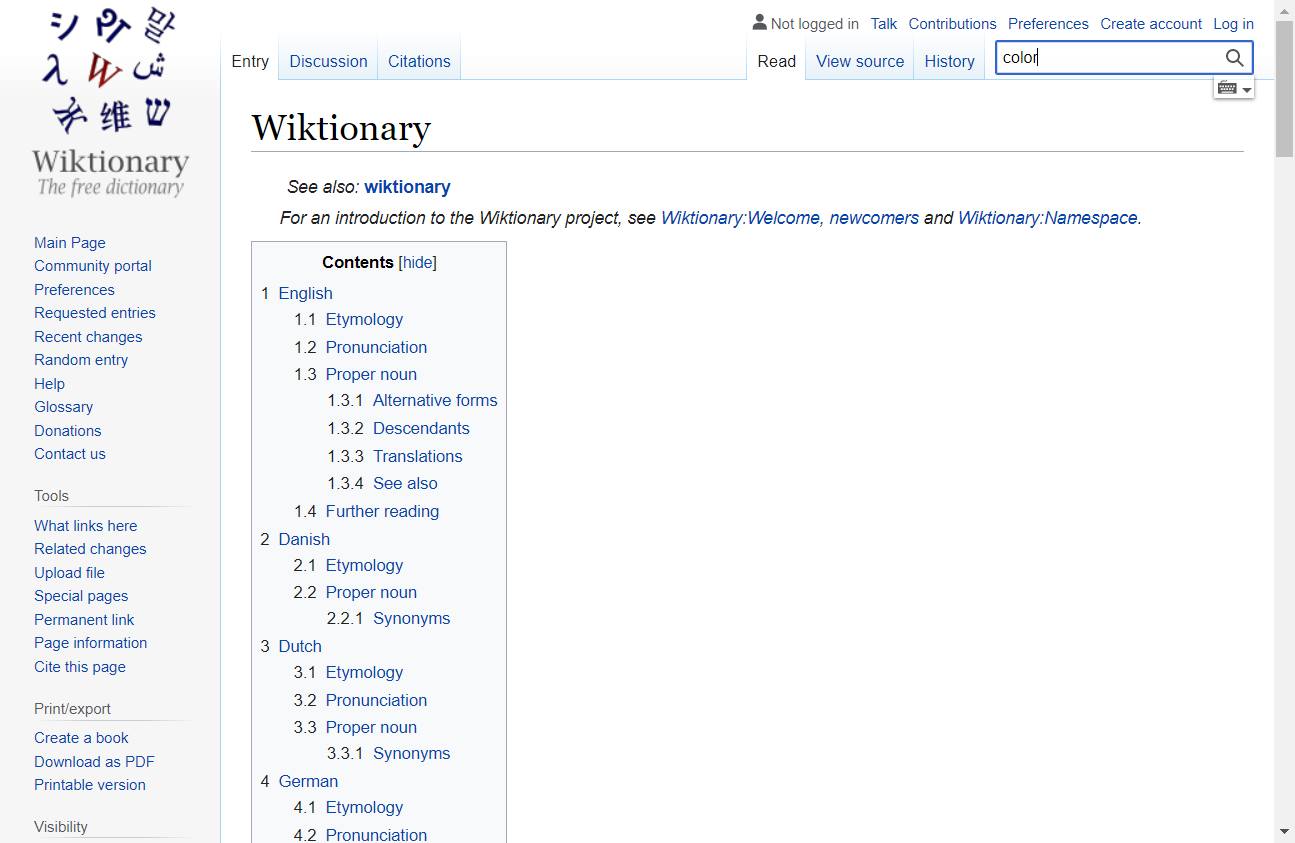 シ Р 말
λ W ش
편 维 ש
Wiktionary
The free dictionary
Not logged in Talk Contributions Preferences Create account Log in
Entry Discussion Citations Read View source History color
Wiktionary
See also: wiktionary
For an introduction to the Wiktionary project, see Wiktionary:Welcome, newcomers and Wiktionary:Namespace.
Main Page
Community portal
Preferences
Requested entries
Recent changes
Random entry
Help
Glossary
Donations
Contact us
Tools
What links here
Related changes
Upload file
Special pages
Permanent link
Page information
Cite this page
Print/export
Create a book
Download as PDF
Printable version
Visibility
Contents [hide]
1 English
1.1 Etymology
1.2 Pronunciation
1.3 Proper noun
1.3.1 Alternative forms
1.3.2 Descendants
1.3.3 Translations
1.3.4 See also
1.4 Further reading
2 Danish
2.1 Etymology
2.2 Proper noun
2.2.1 Synonyms
3 Dutch
3.1 Etymology
3.2 Pronunciation
3.3 Proper noun
3.3.1 Synonyms
4 German
4.1 Etymology
4.2 Pronunciation